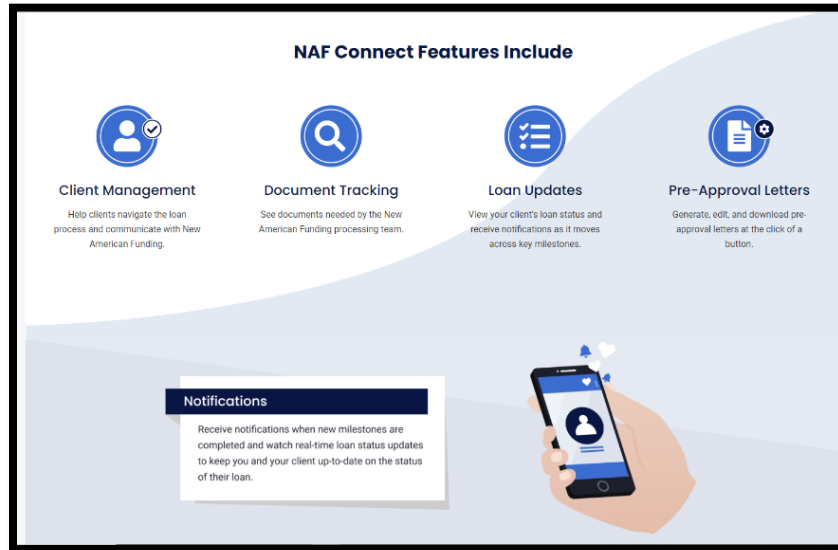 NAF Connect Features Include
Client Management
Help clients navigate the loan
process and communicate with New
American Funding.
Document Tracking
See documents needed by the New
American Funding processing team.
Loan Updates
View your client's loan status and
receive notifications as it moves
across key milestones.
Pre-Approval Letters
Generate, edit, and download pre-
approval letters at the click of a
button.
Notifications
Receive notifications when new milestones are
completed and watch real-time loan status updates
to keep you and your client up-to-date on the status
of their loan.